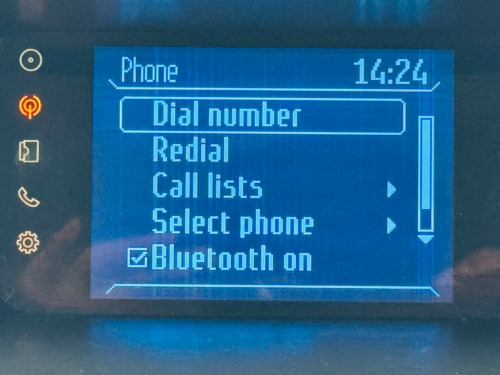 Phone 14:24
Dial number
Redial
Call lists
Select phone
Bluetooth on